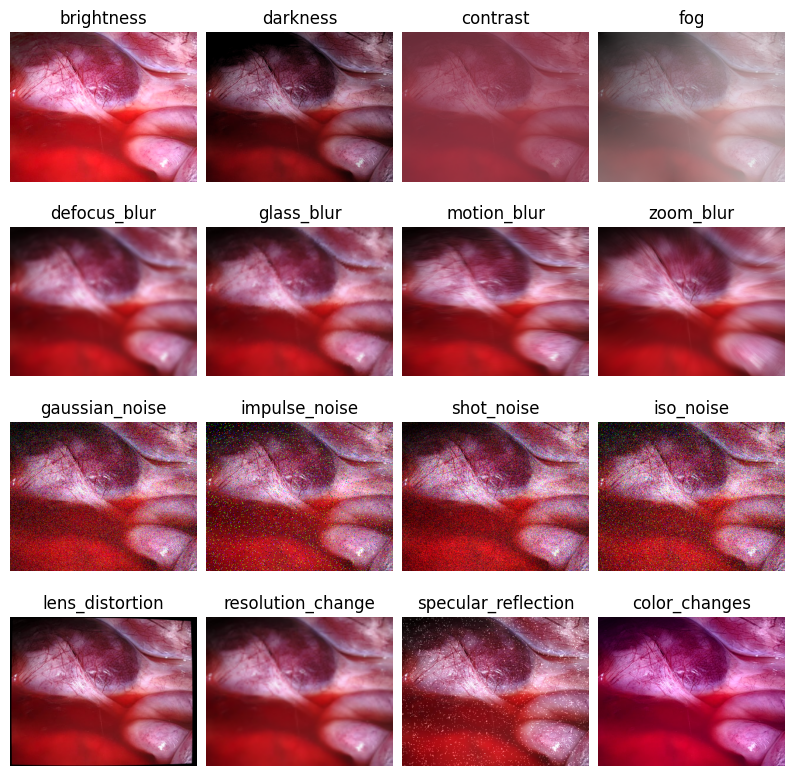 brightness darkness contrast fog
defocus_blur glass_blur motion_blur zoom_blur
gaussian_noise impulse_noise shot_noise iso_noise
lens_distortion resolution_change specular_reflection color_changes